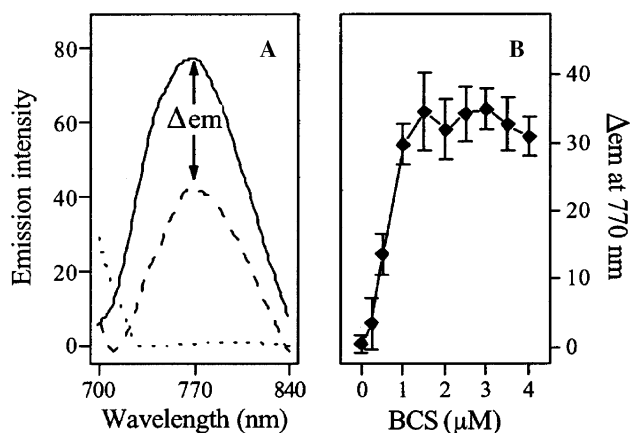 A
80
60
40
20
0
Emission intensity
Δem
700
770
840
Wavelength (nm)
B
40
30
20
10
0
Δem at 770 nm
0
1
2
3
4
BCS (μM)